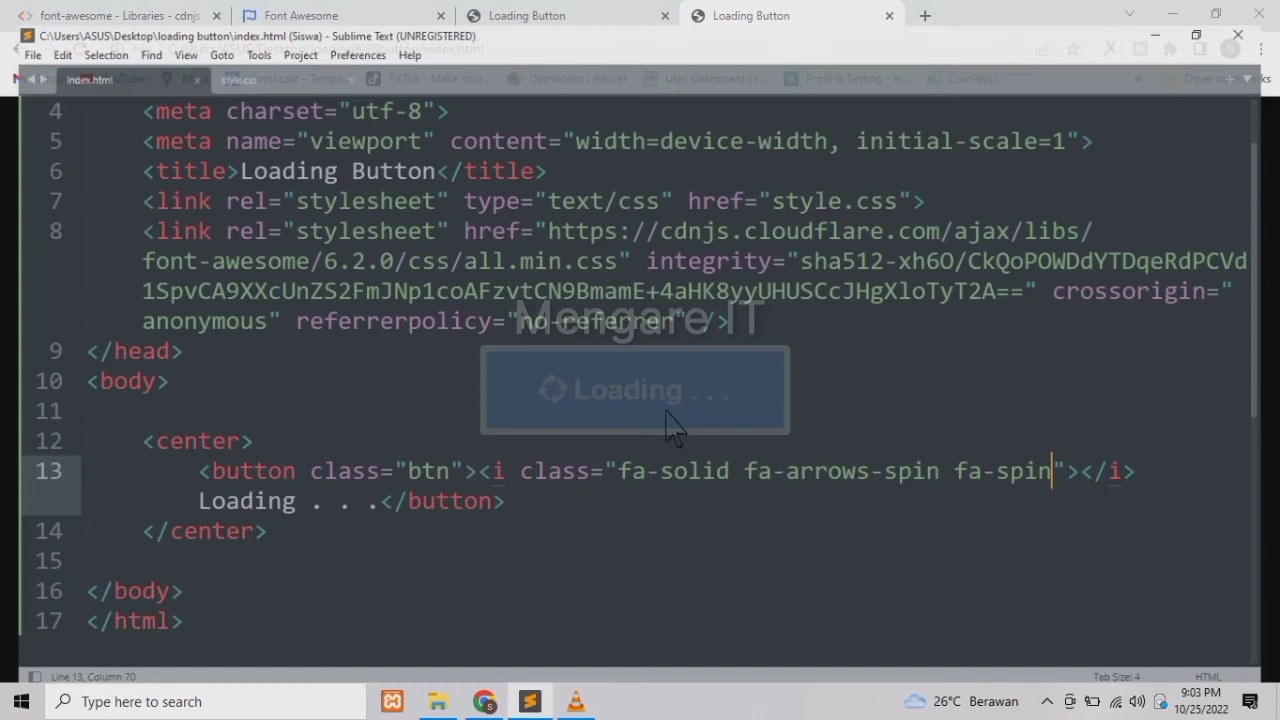 font-awesome - Libraries - cdnjs
Font Awesome
Loading Button
Loading Button
C:\Users\ASUS\Desktop\loading button\index.html (Siswa) - Sublime Text (UNREGISTERED)
File Edit Selection Find View Goto Tools Project Preferences Help
index.html
style.css
4 <meta charset="utf-8">
5 <meta name="viewport" content="width=device-width, initial-scale=1">
6 <title>Loading Button</title>
7 <link rel="stylesheet" type="text/css" href="style.css">
8 <link rel="stylesheet" href="https://cdnjs.cloudflare.com/ajax/libs/
font-awesome/6.2.0/css/all.min.css" integrity="sha512-xh6O/CkQoPOWDdYTDqeRdPCVd
1SpvCA9XXcUnZS2FmJNp1coAFzvtCN9BmamE+4aHK8yyUHUSCcJHgXloTyT2A==" crossorigin="
anonymous" referrerpolicy="no-referrer" />
Mengare IT
9 </head>
10 <body>
Loading . . .
11
12 <center>
13 <button class="btn"><i class="fa-solid fa-arrows-spin fa-spin"></i>
Loading . . .</button>
14 </center>
15
16 </body>
17 </html>
Line 13, Column 70
Tab Size: 4
HTML
Type here to search
26°C Berawan
9:03 PM
10/25/2022